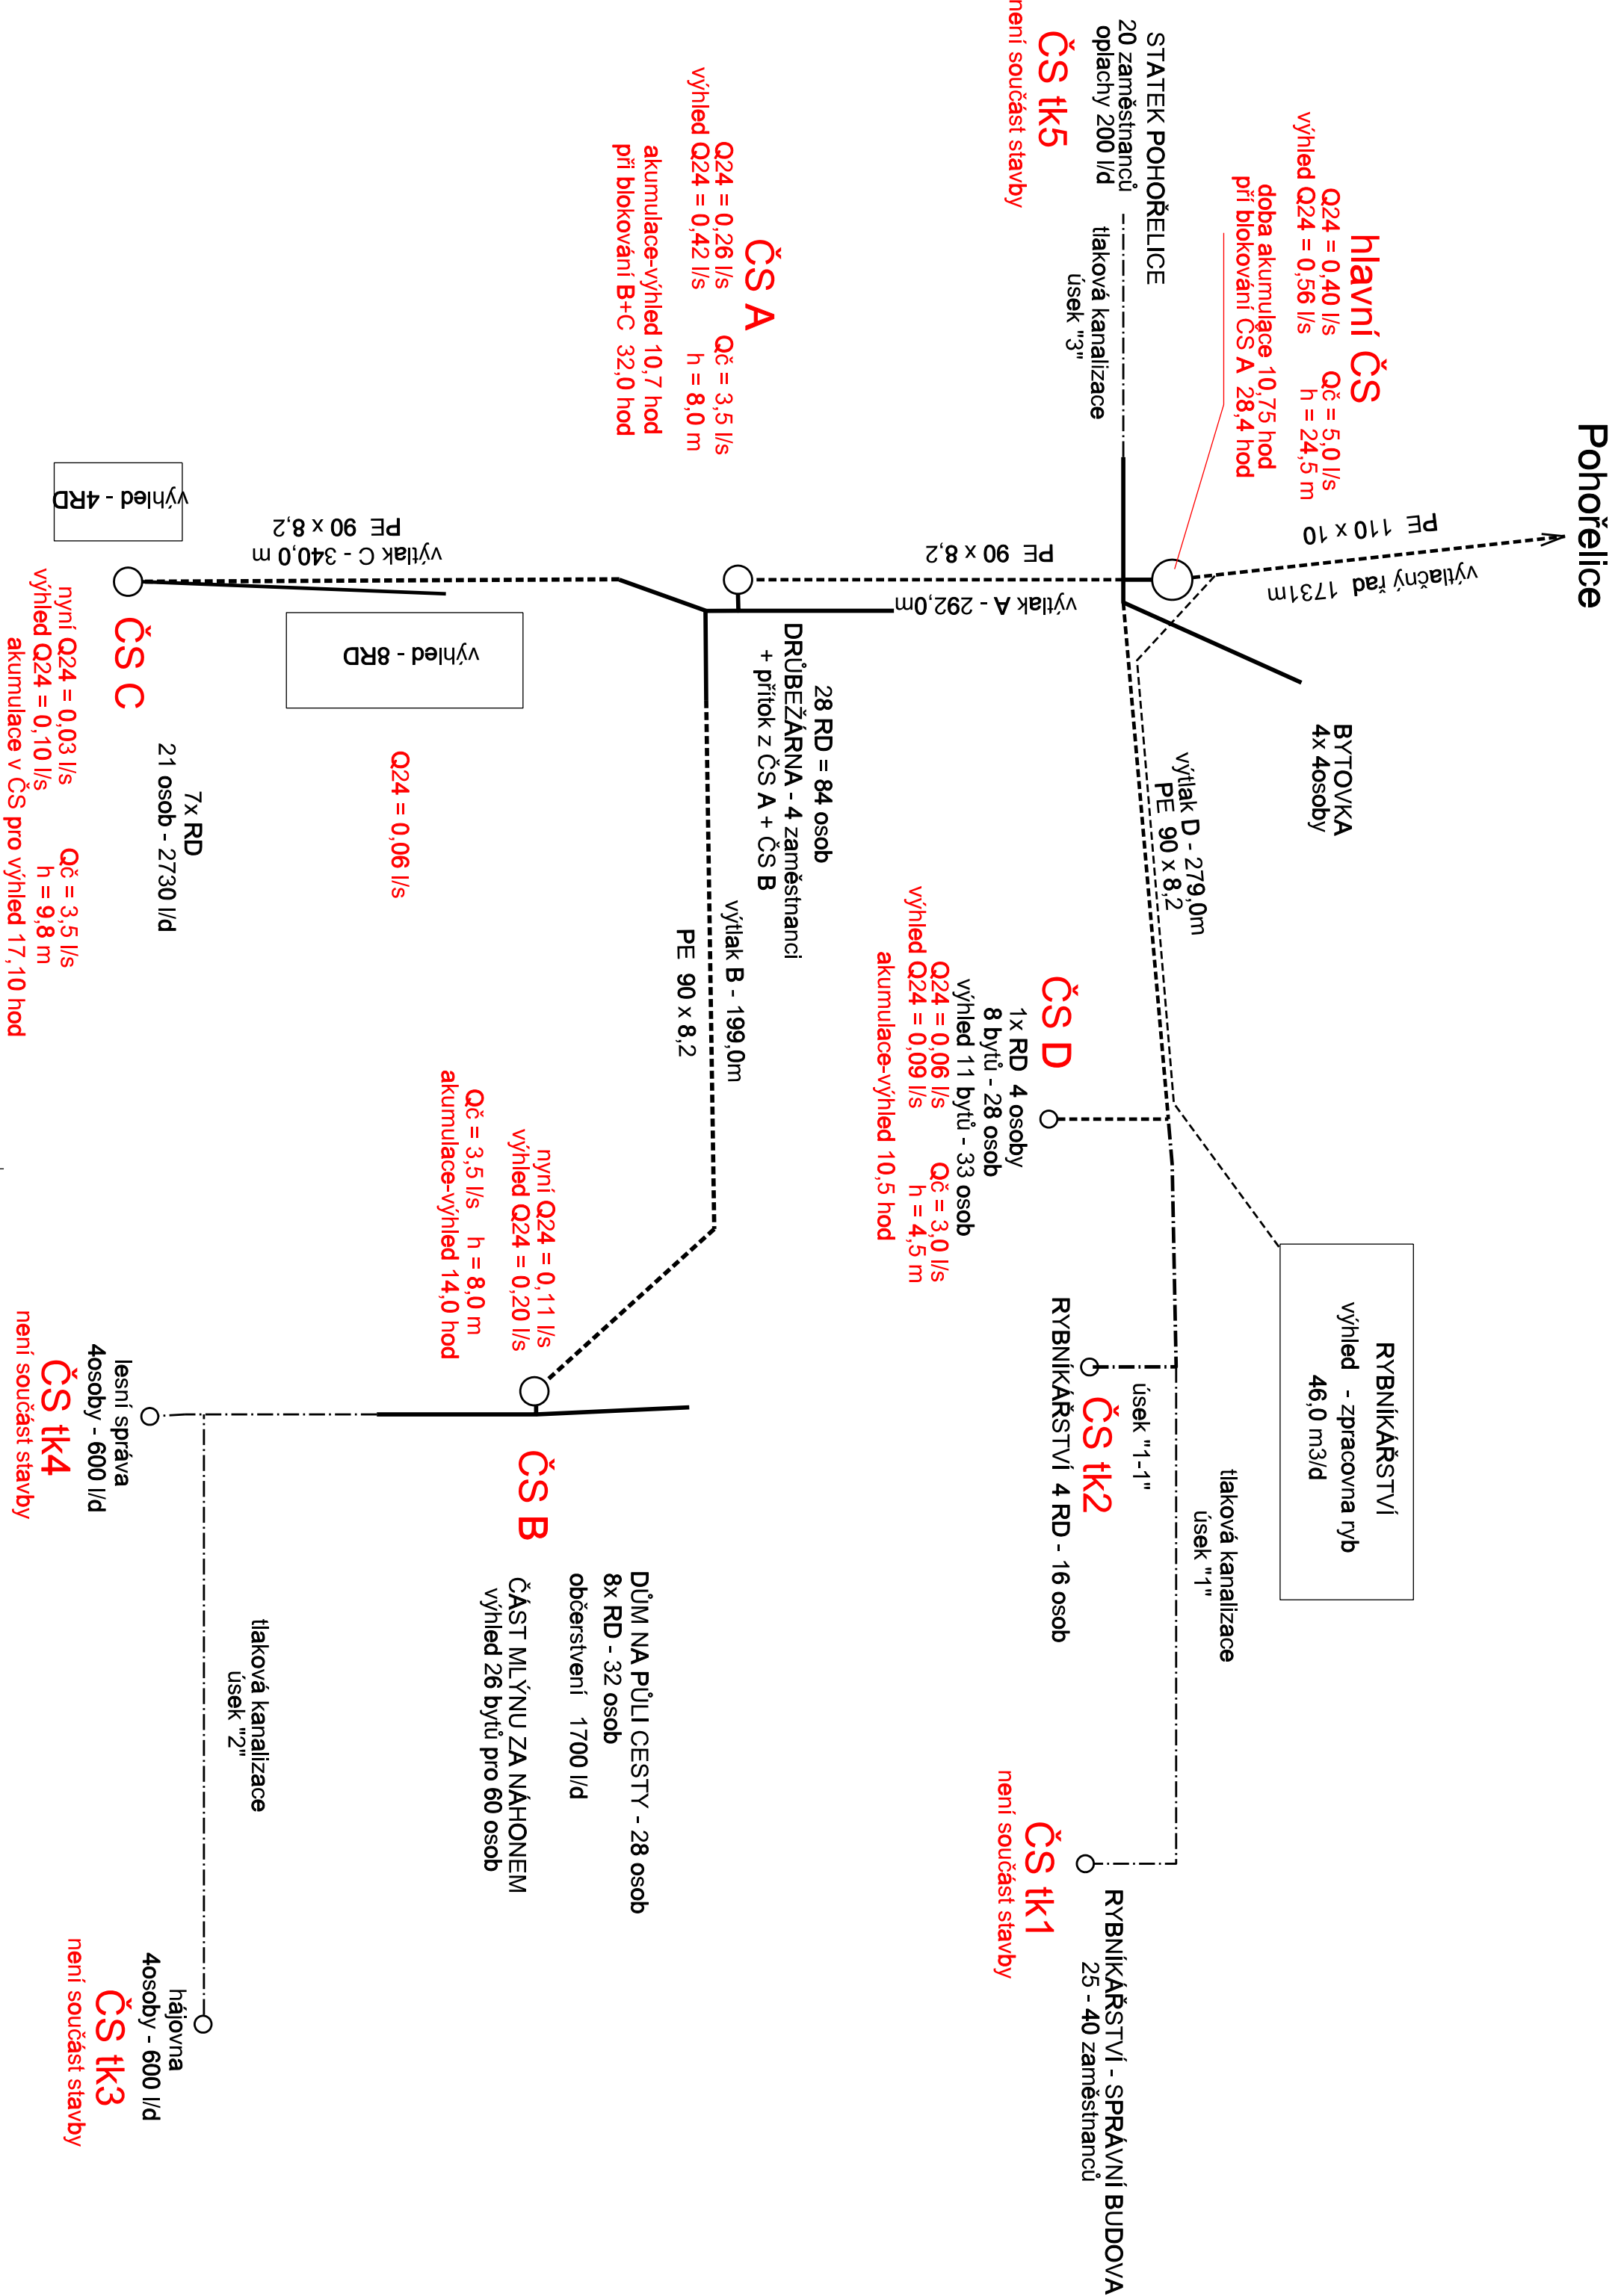 Pohořelice
hlavní ČS
Q24 = 0,40 l/s Qč = 5,0 l/s
výhled Q24 = 0,56 l/s h = 24,5 m
doba akumulace 10,75 hod
při blokování ČS A 28,4 hod
PE 110 x 10
výtlačný řad 1731m
STATEK POHOŘELICE
20 zaměstnanců
oplachy 200 l/d
ČS tk5
není součást stavby
tlaková kanalizace
úsek "3"
BYTOVKA
4x 4osoby
výtlak D - 279,0m
PE 90 x 8,2
RYBNÍKÁŘSTVÍ
výhled - zpracovna ryb
46,0 m3/d
tlaková kanalizace
úsek "1"
úsek "1-1"
ČS tk2
RYBNÍKÁŘSTVÍ 4 RD - 16 osob
RYBNÍKÁŘSTVÍ - SPRÁVNÍ BUDOVA
25 - 40 zaměstnanců
ČS tk1
není součást stavby
ČS D
1x RD 4 osoby
8 bytů - 28 osob
výhled 11 bytů - 33 osob
Q24 = 0,06 l/s Qč = 3,0 l/s
výhled Q24 = 0,09 l/s h = 4,5 m
akumulace-výhled 10,5 hod
PE 90 x 8,2
výtlak A - 292,0m
ČS A
Q24 = 0,26 l/s Qč = 3,5 l/s
výhled Q24 = 0,42 l/s h = 8,0 m
akumulace-výhled 10,7 hod
při blokování B+C 32,0 hod
28 RD = 84 osob
DRŮBEŽÁRNA - 4 zaměstnanci
+ přítok z ČS A + ČS B
výtlak B - 199,0m
PE 90 x 8,2
DŮM NA PŮLI CESTY - 28 osob
8x RD - 32 osob
občerstvení 1700 l/d
ČÁST MLÝNU ZA NÁHONEM
výhled 26 bytů pro 60 osob
ČS B
nyní Q24 = 0,11 l/s
výhled Q24 = 0,20 l/s
Qč = 3,5 l/s h = 8,0 m
akumulace-výhled 14,0 hod
PE 90 x 8,2
výtlak C - 340,0 m
výhled - 8RD
Q24 = 0,06 l/s
výhled - 4RD
ČS C
7x RD
21 osob - 2730 l/d
nyní Q24 = 0,03 l/s Qč = 3,5 l/s
výhled Q24 = 0,10 l/s h = 9,8 m
akumulace v ČS pro výhled 17,10 hod
tlaková kanalizace
úsek "2"
lesní správa
4osoby - 600 l/d
ČS tk4
není součást stavby
hájovna
4osoby - 600 l/d
ČS tk3
není součást stavby